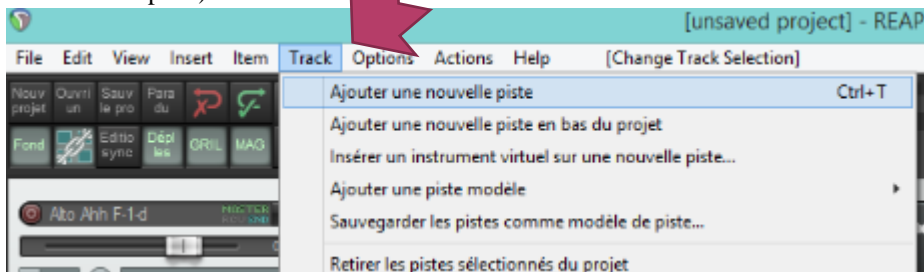 [unsaved project] - REAP
File Edit View Insert Item Track Options Actions Help [Change Track Selection]
Nouv projet Ouvri un Sauv le pro Para du
Ajouter une nouvelle piste Ctrl+T
Ajouter une nouvelle piste en bas du projet
Fond Editio sync Dépl les GRIL MAG
Insérer un instrument virtuel sur une nouvelle piste...
Ajouter une piste modèle
Alto Ahh F-1-d MASTER
Sauvegarder les pistes comme modèle de piste...
Retirer les pistes sélectionnés du projet